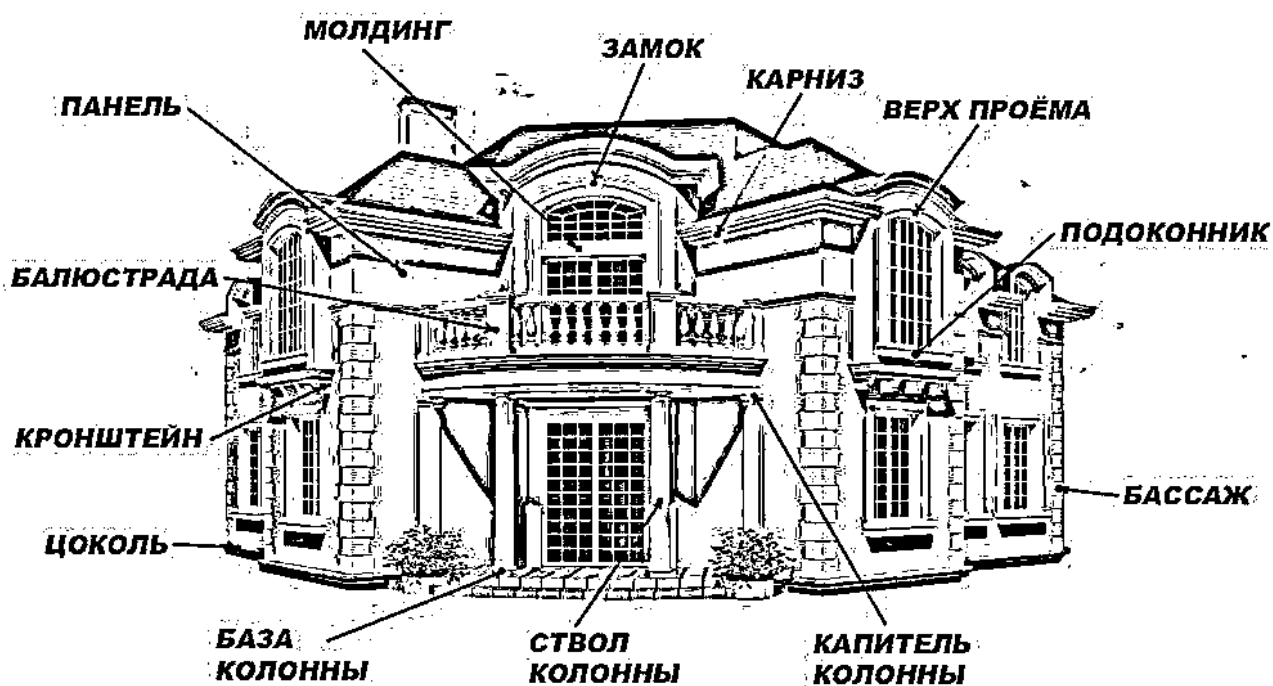 МОЛДИНГ
ЗАМОК
КАРНИЗ
ПАНЕЛЬ
ВЕРХ ПРОЁМА
ПОДОКОННИК
БАЛЮСТРАДА
КРОНШТЕЙН
БАССАЖ
ЦОКОЛЬ
БАЗА
КОЛОННЫ
СТВОЛ
КОЛОННЫ
КАПИТЕЛЬ
КОЛОННЫ